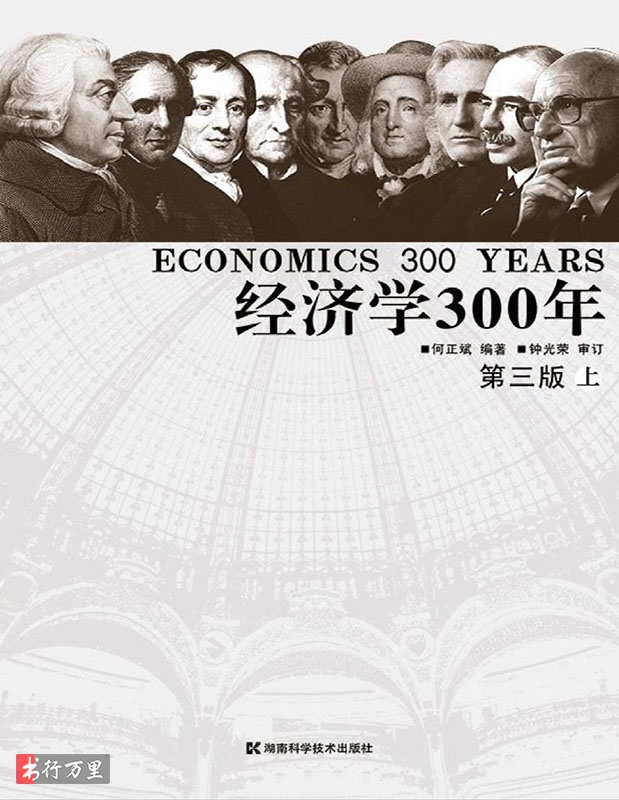 ECONOMICS 300 YEARS
经济学300年
■何正斌 编著 ■钟光荣 审订
第三版 上
湖南科学技术出版社
书行万里